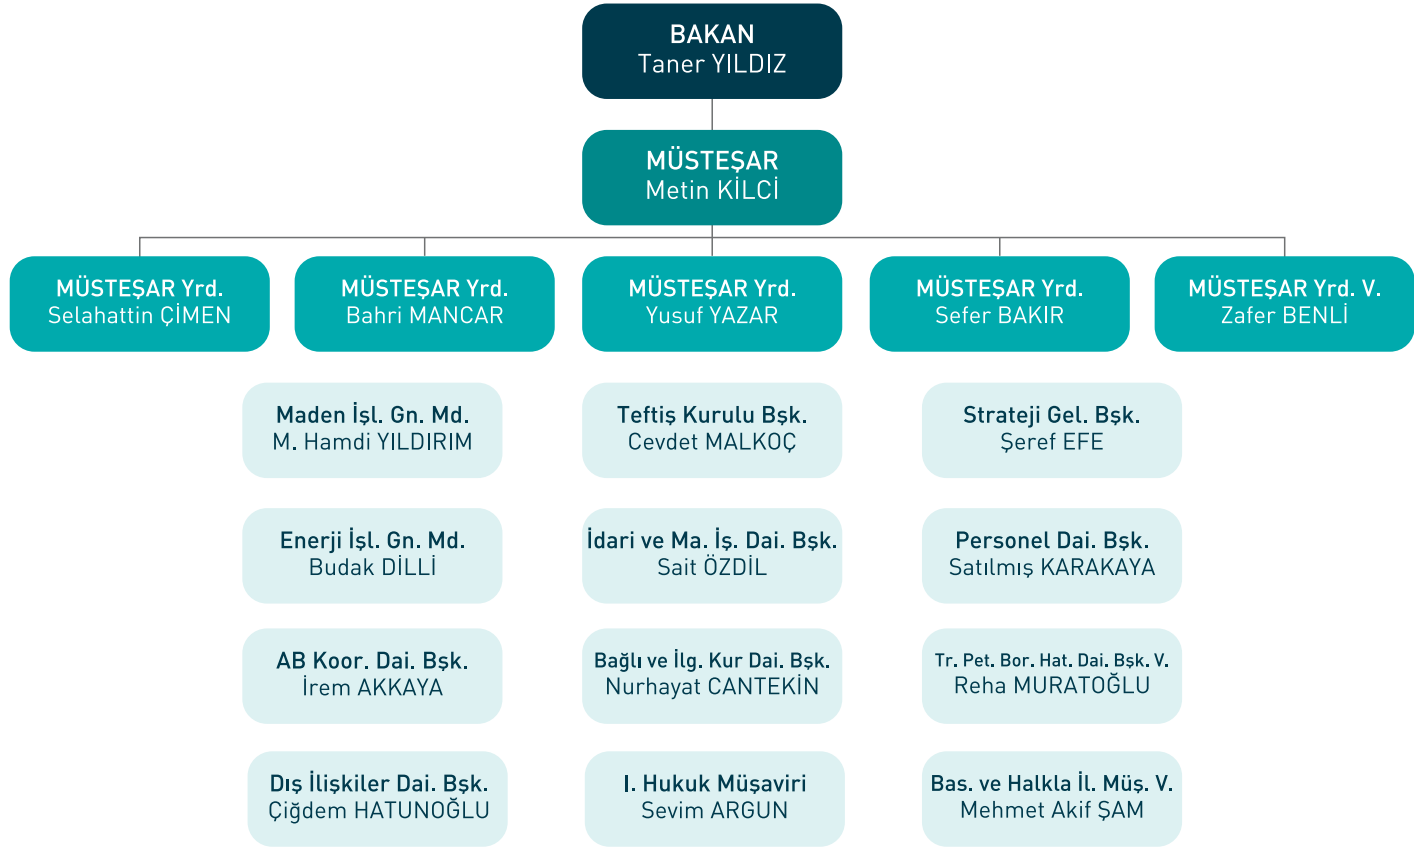 BAKAN
Taner YILDIZ
MÜSTEŞAR
Metin KİLCİ
MÜSTEŞAR Yrd.
Selahattin ÇİMEN
MÜSTEŞAR Yrd.
Bahri MANCAR
MÜSTEŞAR Yrd.
Yusuf YAZAR
MÜSTEŞAR Yrd.
Sefer BAKIR
MÜSTEŞAR Yrd. V.
Zafer BENLİ
Maden İşl. Gn. Md.
M. Hamdi YILDIRIM
Teftiş Kurulu Bşk.
Cevdet MALKOÇ
Strateji Gel. Bşk.
Şeref EFE
Enerji İşl. Gn. Md.
Budak DİLLİ
İdari ve Ma. İş. Dai. Bşk.
Sait ÖZDİL
Personel Dai. Bşk.
Satılmış KARAKAYA
AB Koor. Dai. Bşk.
İrem AKKAYA
Bağlı ve İlg. Kur Dai. Bşk.
Nurhayat CANTEKİN
Tr. Pet. Bor. Hat. Dai. Bşk. V.
Reha MURATOĞLU
Dış İlişkiler Dai. Bşk.
Çiğdem HATUNOĞLU
I. Hukuk Müşaviri
Sevim ARGUN
Bas. ve Halkla İl. Müş. V.
Mehmet Akif ŞAM